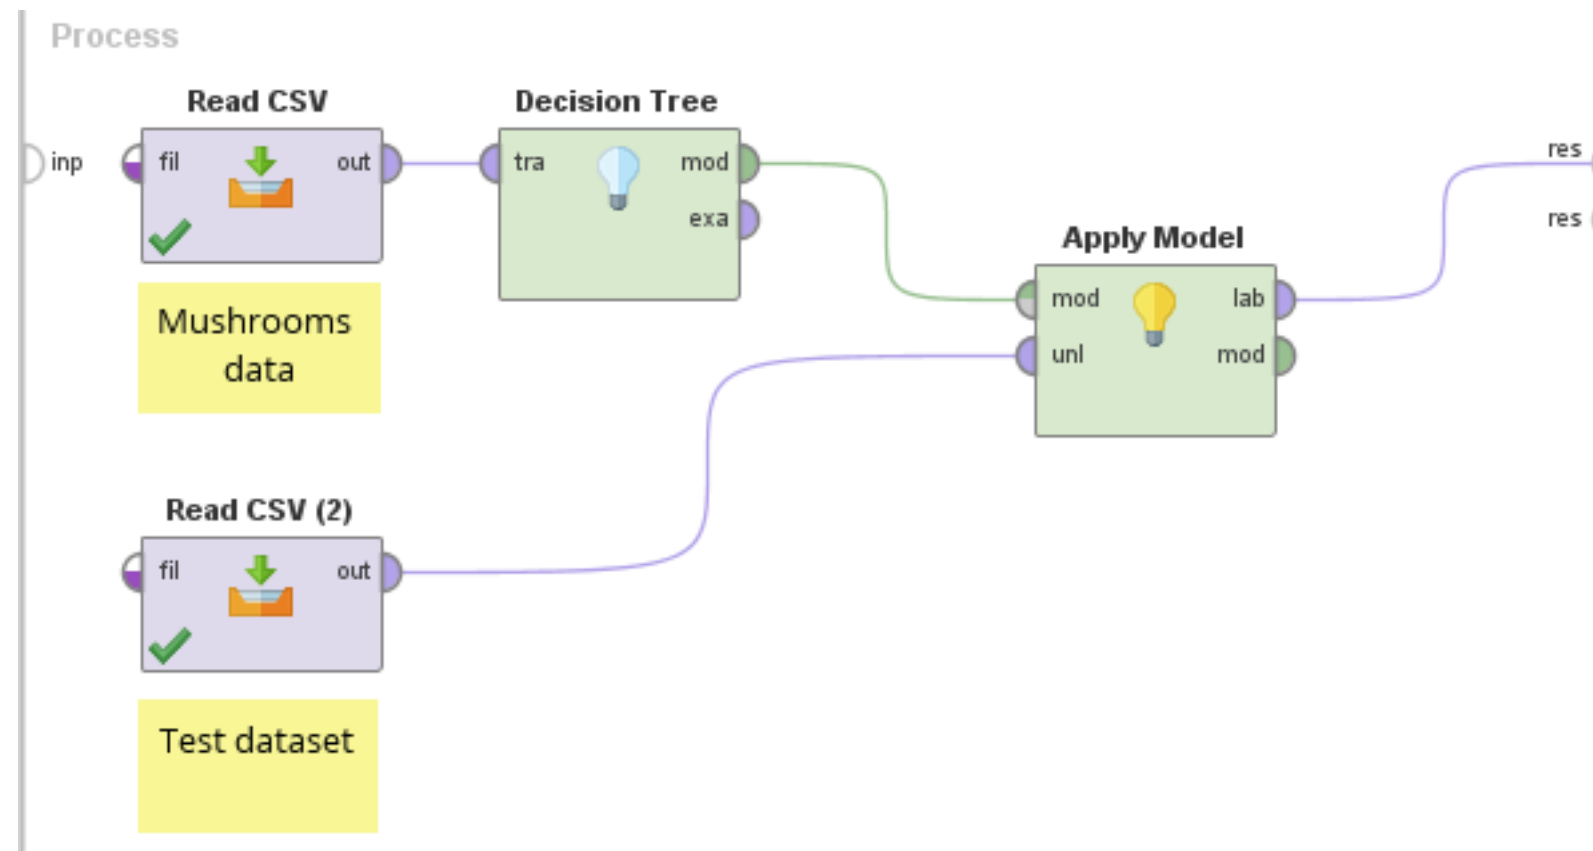 Process
Read CSV
Decision Tree
inp
fil
out
tra
mod
exa
res
res
Mushrooms
data
Apply Model
mod
lab
unl
mod
Read CSV (2)
fil
out
Test dataset